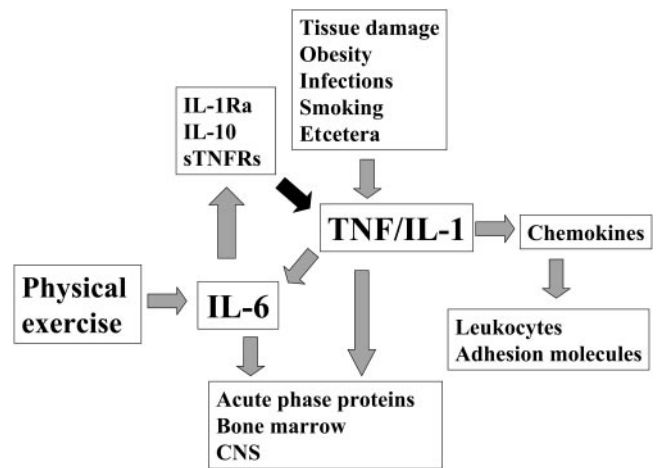 Tissue damage
Obesity
Infections
Smoking
Etcetera
IL-1Ra
IL-10
sTNFRs
TNF/IL-1
Chemokines
Physical
exercise
IL-6
Leukocytes
Adhesion molecules
Acute phase proteins
Bone marrow
CNS